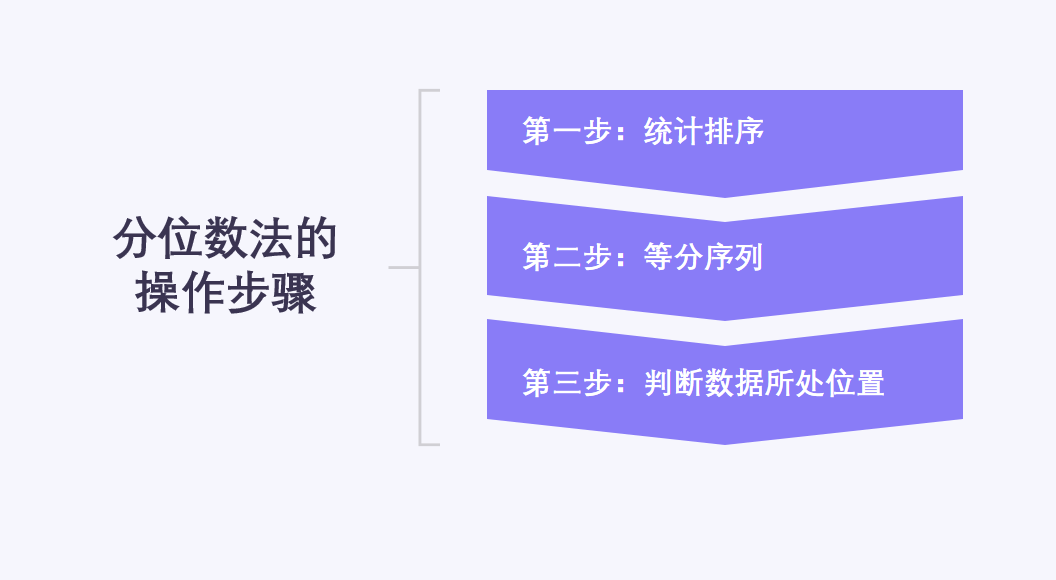 分位数法的
操作步骤
第一步：统计排序
第二步：等分序列
第三步：判断数据所处位置